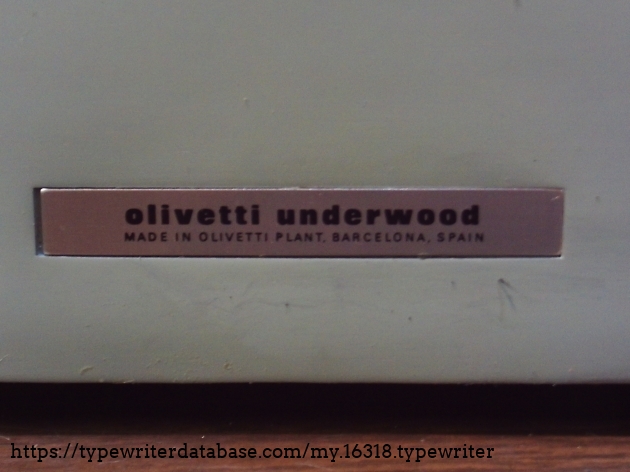 olivetti underwood
MADE IN OLIVETTI PLANT, BARCELONA, SPAIN
https://typewriterdatabase.com/my.16318.typewriter